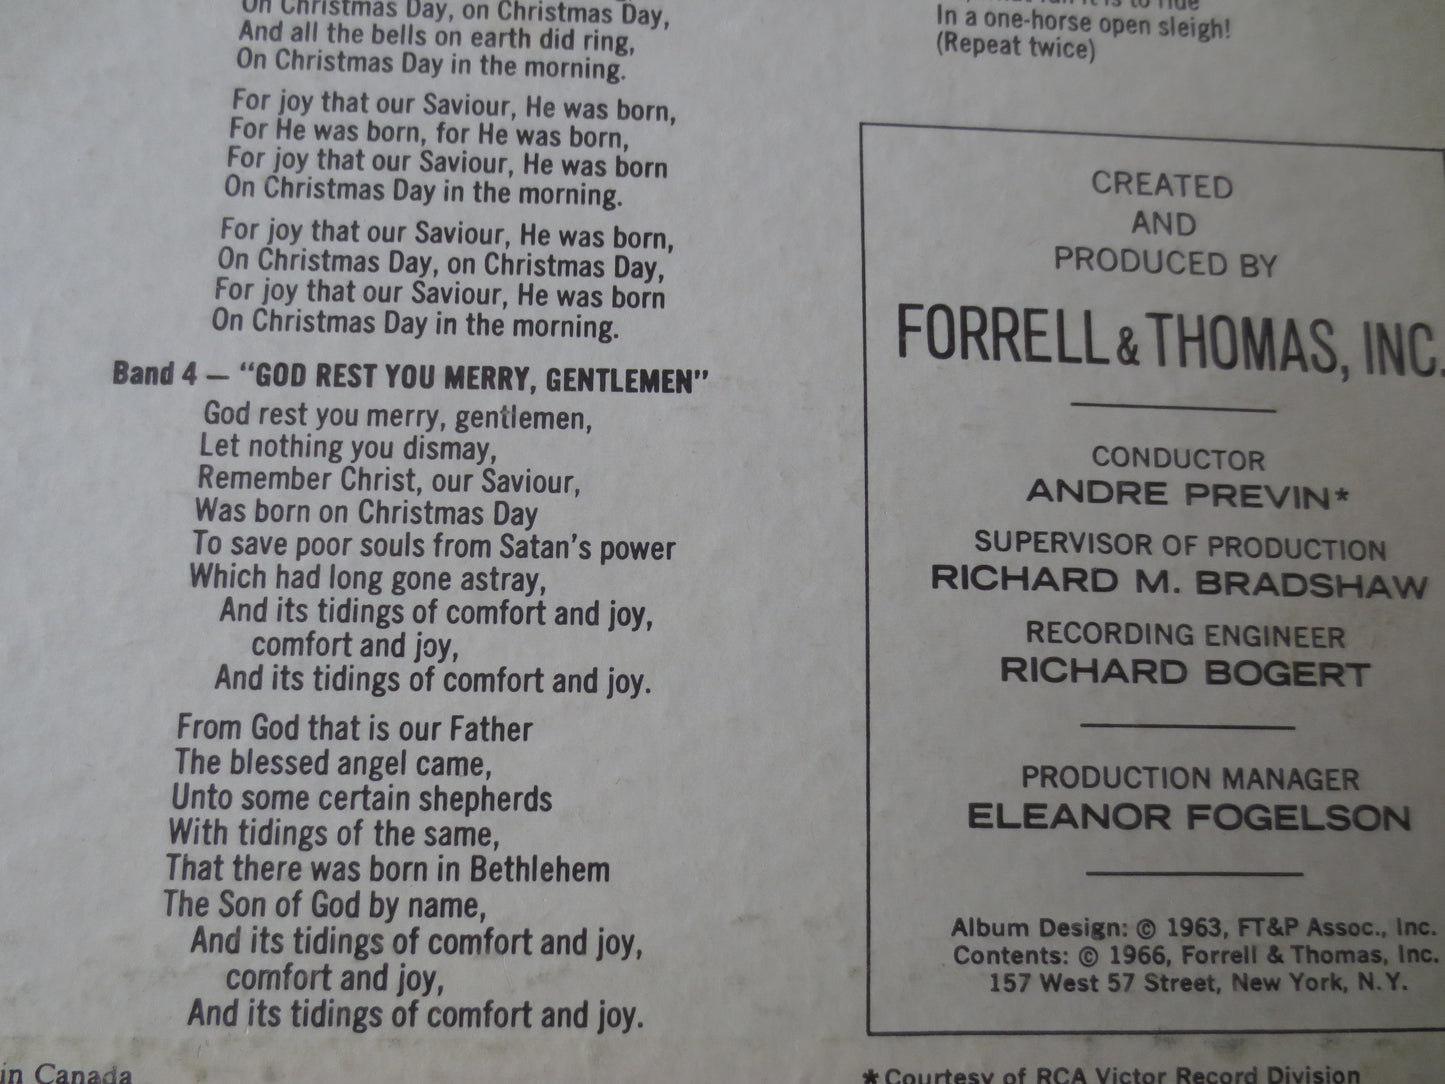 On Christmas Day, on Christmas Day,
And all the bells on earth did ring,
On Christmas Day in the morning.
For joy that our Saviour, He was born,
For He was born, for He was born,
For joy that our Saviour, He was born
On Christmas Day in the morning.
For joy that our Saviour, He was born,
On Christmas Day, on Christmas Day,
For joy that our Saviour, He was born
On Christmas Day in the morning.
Band 4 — "GOD REST YOU MERRY, GENTLEMEN"
God rest you merry, gentlemen,
Let nothing you dismay,
Remember Christ, our Saviour,
Was born on Christmas Day
To save poor souls from Satan's power
Which had long gone astray,
And its tidings of comfort and joy,
comfort and joy,
And its tidings of comfort and joy.
From God that is our Father
The blessed angel came,
Unto some certain shepherds
With tidings of the same,
That there was born in Bethlehem
The Son of God by name,
And its tidings of comfort and joy,
comfort and joy,
And its tidings of comfort and joy.
in Canada
fun it is to ride
In a one-horse open sleigh!
(Repeat twice)
CREATED
AND
PRODUCED BY
FORRELL & THOMAS, INC.
CONDUCTOR
ANDRE PREVIN*
SUPERVISOR OF PRODUCTION
RICHARD M. BRADSHAW
RECORDING ENGINEER
RICHARD BOGERT
PRODUCTION MANAGER
ELEANOR FOGELSON
Album Design: © 1963, FT&P Assoc., Inc.
Contents: © 1966, Forrell & Thomas, Inc.
157 West 57 Street, New York, N.Y.
*Courtesy of RCA Victor Record Division